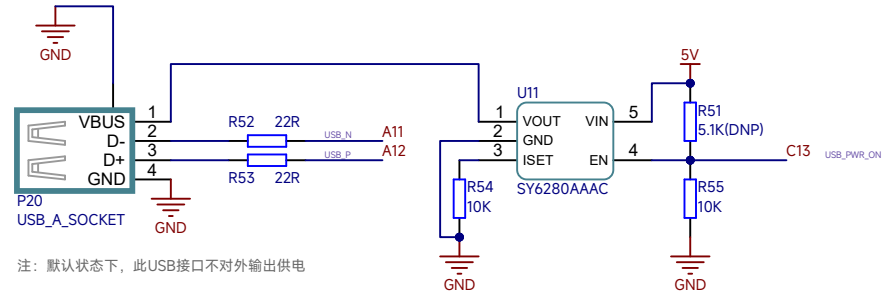 GND
5V
U11
R51
5.1K(DNP)
VBUS 1
D- 2
D+ 3
GND 4
R52 22R
USB_N A11
USB_P A12
R53 22R
1 VOUT VIN 5
2 GND
3 ISET EN 4
C13 USB_PWR_ON
SY6280AAAC
R54
10K
R55
10K
P20
USB_A_SOCKET
GND
GND
GND
注：默认状态下，此USB接口不对外输出供电